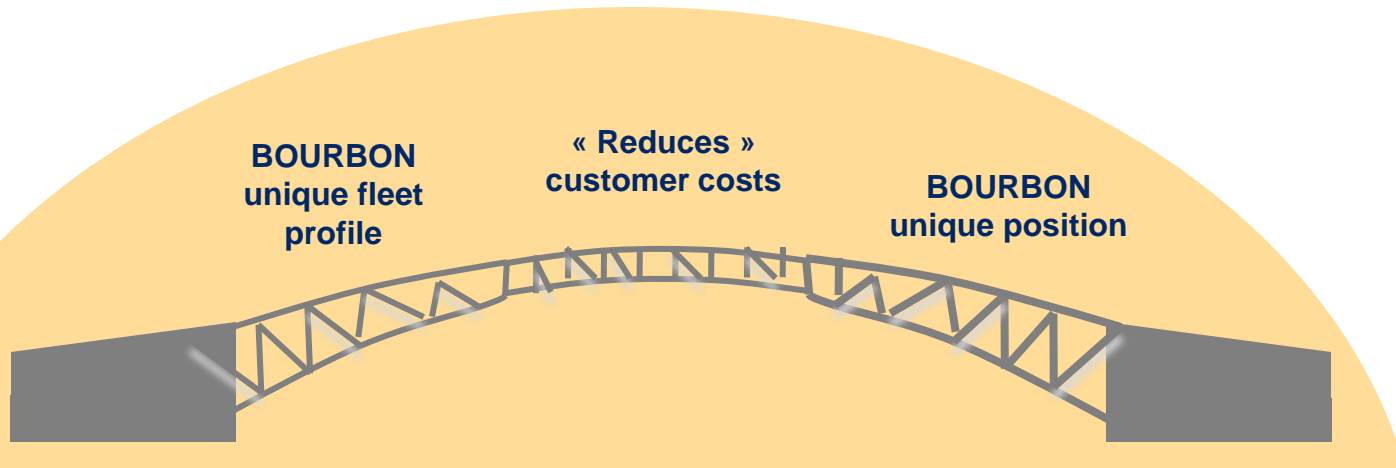 BOURBON
unique fleet
profile
« Reduces »
customer costs
BOURBON
unique position